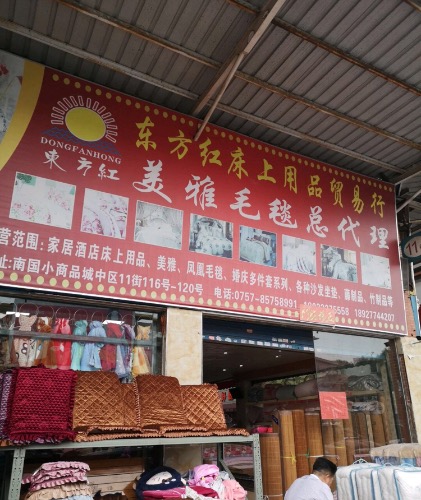 东方红床上用品贸易行
DONGFANHONG
東方红
美雅毛毯总代理
营范围:家居酒店床上用品、美雅、凤凰毛毯、婚庆多件套系列、各种沙发坐垫、藤制品、竹制品等
址:南国小商品城中区11街116号-120号 电话:0757-85758991 18927744207
11